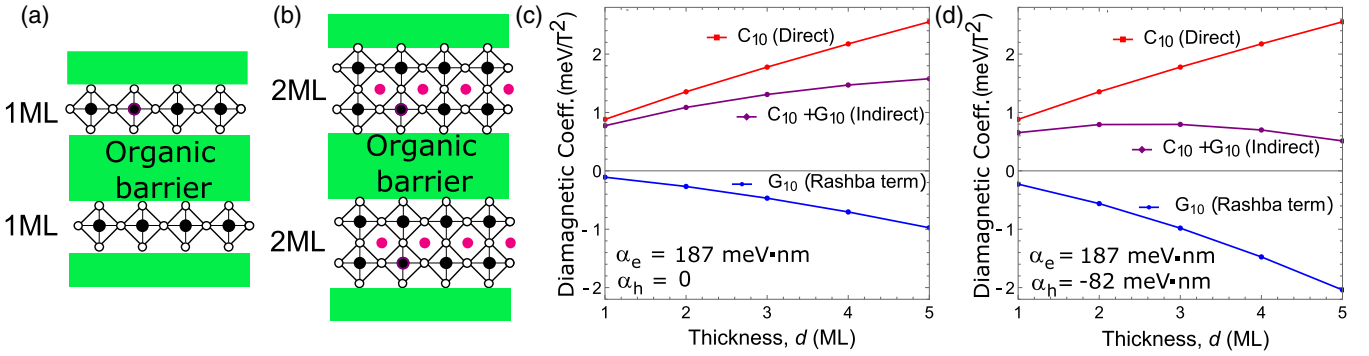 (a)
1ML
Organic
barrier
1ML
(b)
2ML
Organic
barrier
2ML
(c)
Diamagnetic Coeff.(meV/T²)
2
1
0
-1
-2
C₁₀ (Direct)
C₁₀ +G₁₀ (Indirect)
G₁₀ (Rashba term)
αₑ = 187 meV·nm
αₕ = 0
1 2 3 4 5
Thickness, d (ML)
(d)
Diamagnetic Coeff.(meV/T²)
2
1
0
-1
-2
C₁₀ (Direct)
C₁₀ +G₁₀ (Indirect)
G₁₀ (Rashba term)
αₑ = 187 meV·nm
αₕ= -82 meV·nm
1 2 3 4 5
Thickness, d (ML)